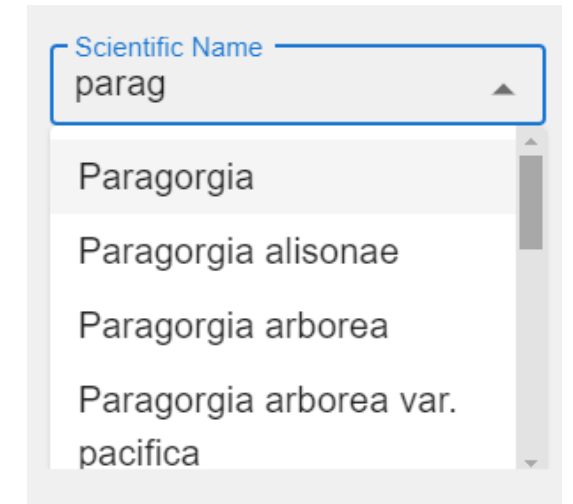 Scientific Name
parag
Paragorgia
Paragorgia alisonae
Paragorgia arborea
Paragorgia arborea var.
pacifica